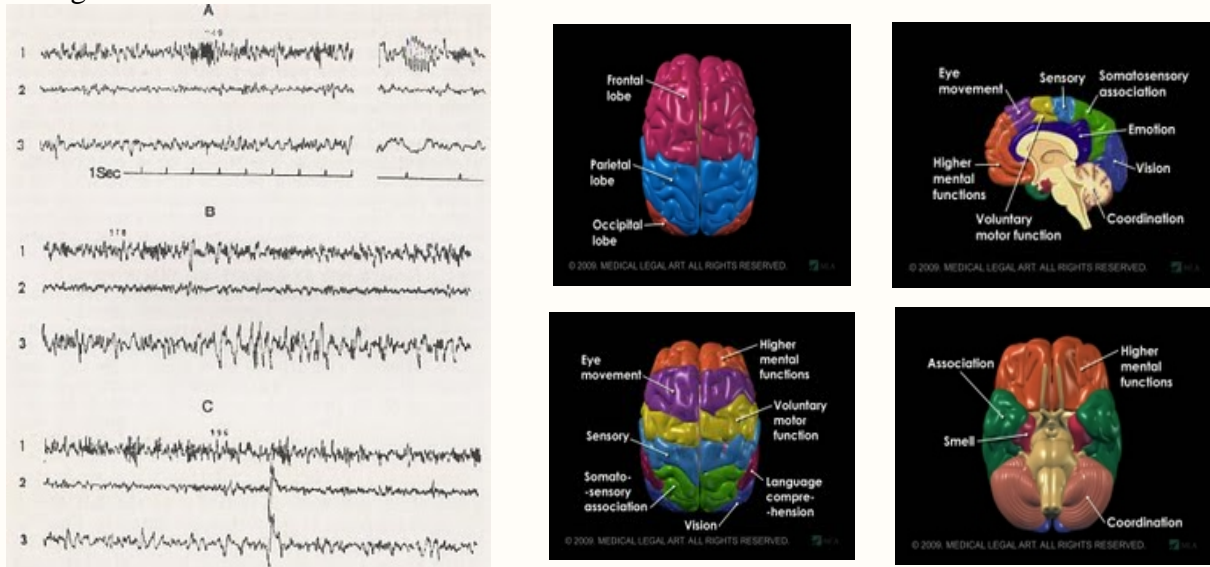 A
1
2
3
1Sec
B
1
2
3
C
1
2
3
Frontal
lobe
Parietal
lobe
Occipital
lobe
© 2009. MEDICAL LEGAL ART. ALL RIGHTS RESERVED.
Eye
movement
Sensory
Somatosensory
association
Emotion
Higher
mental
functions
Vision
Voluntary
motor function
Coordination
© 2009. MEDICAL LEGAL ART. ALL RIGHTS RESERVED.
Eye
movement
Higher
mental
functions
Voluntary
motor
function
Sensory
Somato-
-sensory
association
Language
compre-
-hension
Vision
© 2009. MEDICAL LEGAL ART. ALL RIGHTS RESERVED.
Association
Higher
mental
functions
Smell
Coordination
© 2009. MEDICAL LEGAL ART. ALL RIGHTS RESERVED.